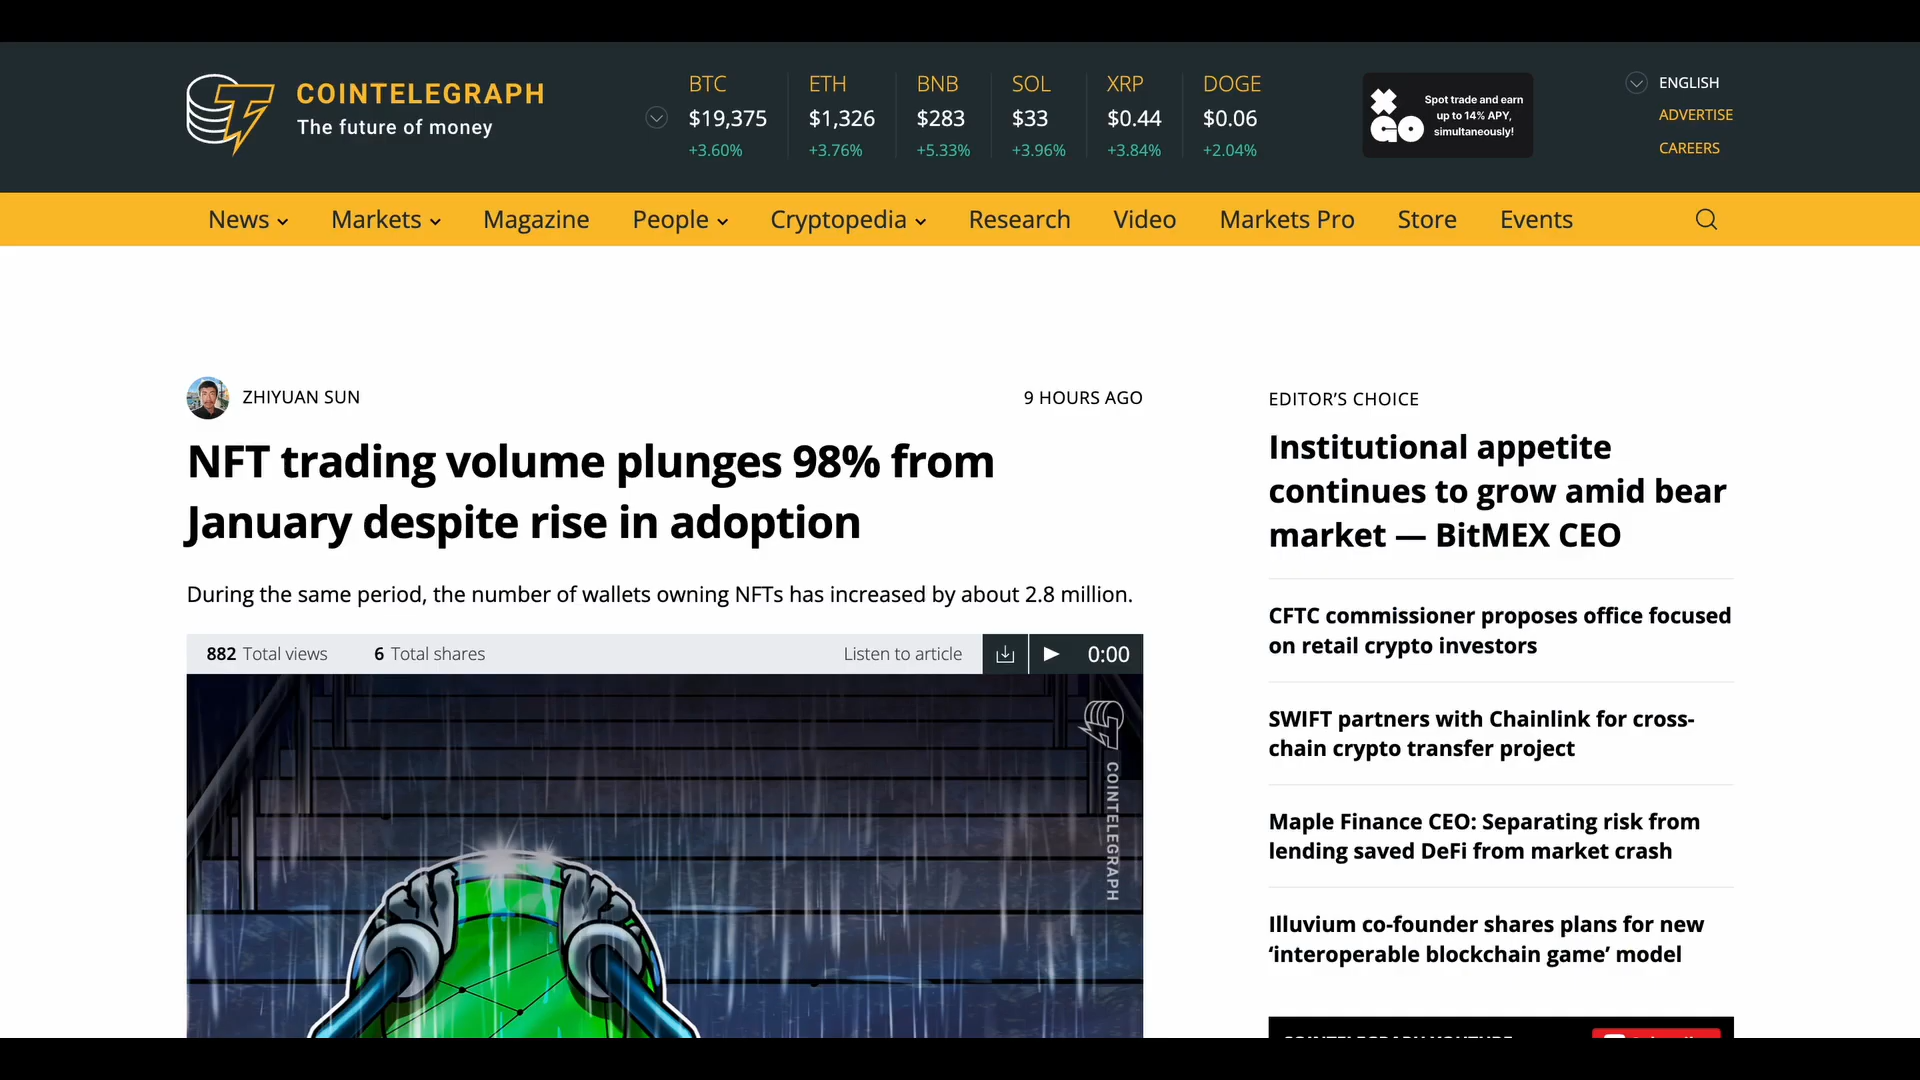 COINTELEGRAPH
The future of money
BTC
$19,375
+3.60%
ETH
$1,326
+3.76%
BNB
$283
+5.33%
SOL
$33
+3.96%
XRP
$0.44
+3.84%
DOGE
$0.06
+2.04%
GO
Spot trade and earn
up to 14% APY,
simultaneously!
ENGLISH
ADVERTISE
CAREERS
News Markets Magazine People Cryptopedia Research Video Markets Pro Store Events
ZHIYUAN SUN
9 HOURS AGO
NFT trading volume plunges 98% from
January despite rise in adoption
During the same period, the number of wallets owning NFTs has increased by about 2.8 million.
882 Total views 6 Total shares Listen to article 0:00
COINTELEGRAPH
EDITOR’S CHOICE
Institutional appetite
continues to grow amid bear
market — BitMEX CEO
CFTC commissioner proposes office focused
on retail crypto investors
SWIFT partners with Chainlink for cross-
chain crypto transfer project
Maple Finance CEO: Separating risk from
lending saved DeFi from market crash
Illuvium co-founder shares plans for new
‘interoperable blockchain game’ model